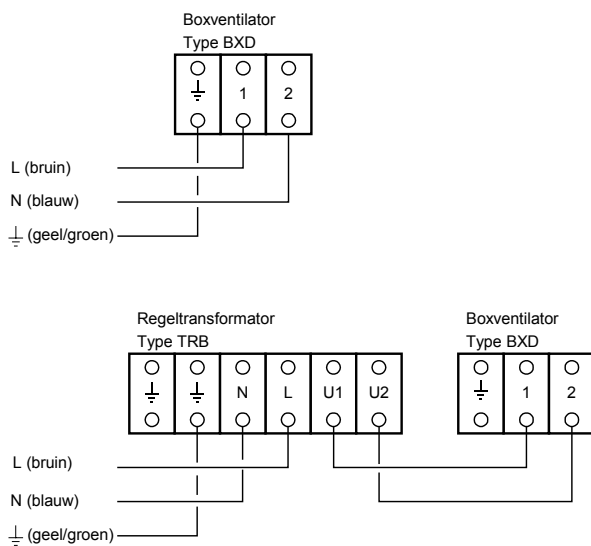 Boxventilator
Type BXD
1 2
L (bruin)
N (blauw)
(geel/groen)
Regeltransformator
Type TRB
Boxventilator
Type BXD
N L U1 U2
1 2
L (bruin)
N (blauw)
(geel/groen)